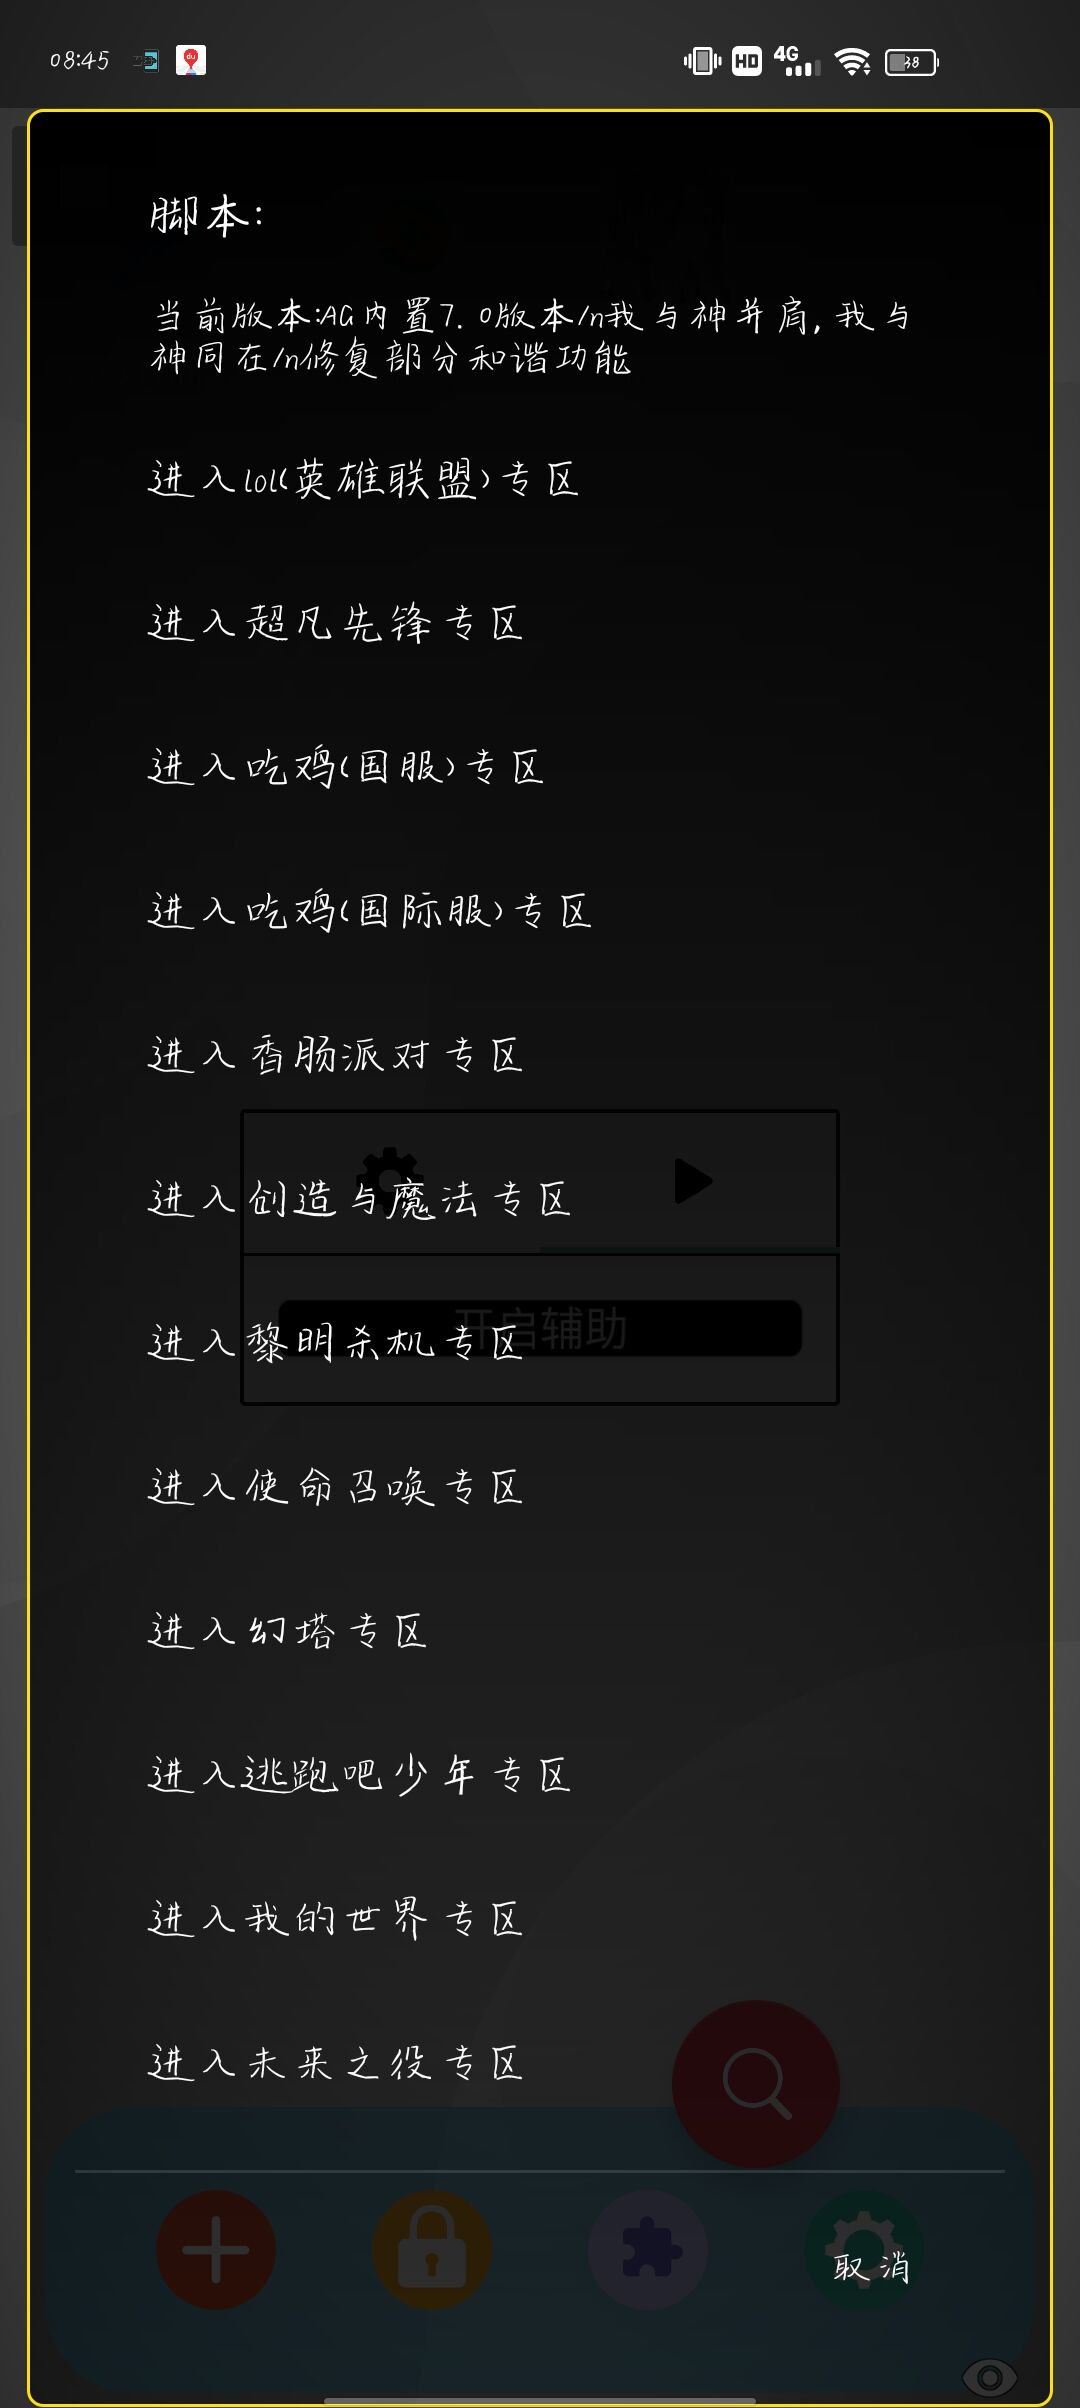 08:45
HD 4G 38
脚本:
当前版本:AG内置7.0版本/n我与神并肩,我与
神同在/n修复部分和谐功能
进入lol(英雄联盟)专区
进入超凡先锋专区
进入吃鸡(国服)专区
进入吃鸡(国际服)专区
进入香肠派对专区
进入创造与魔法专区
开启辅助
进入黎明杀机专区
进入使命召唤专区
进入幻塔专区
进入逃跑吧少年专区
进入我的世界专区
进入未来之役专区
取消